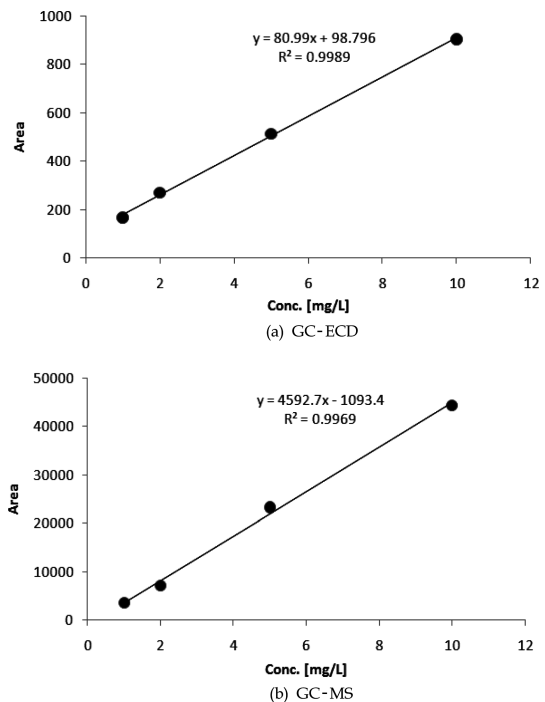 1000
800
600
400
200
0
Area
y = 80.99x + 98.796
R² = 0.9989
0 2 4 6 8 10 12
Conc. [mg/L]
(a) GC-ECD
50000
40000
30000
20000
10000
0
Area
y = 4592.7x - 1093.4
R² = 0.9969
0 2 4 6 8 10 12
Conc. [mg/L]
(b) GC-MS